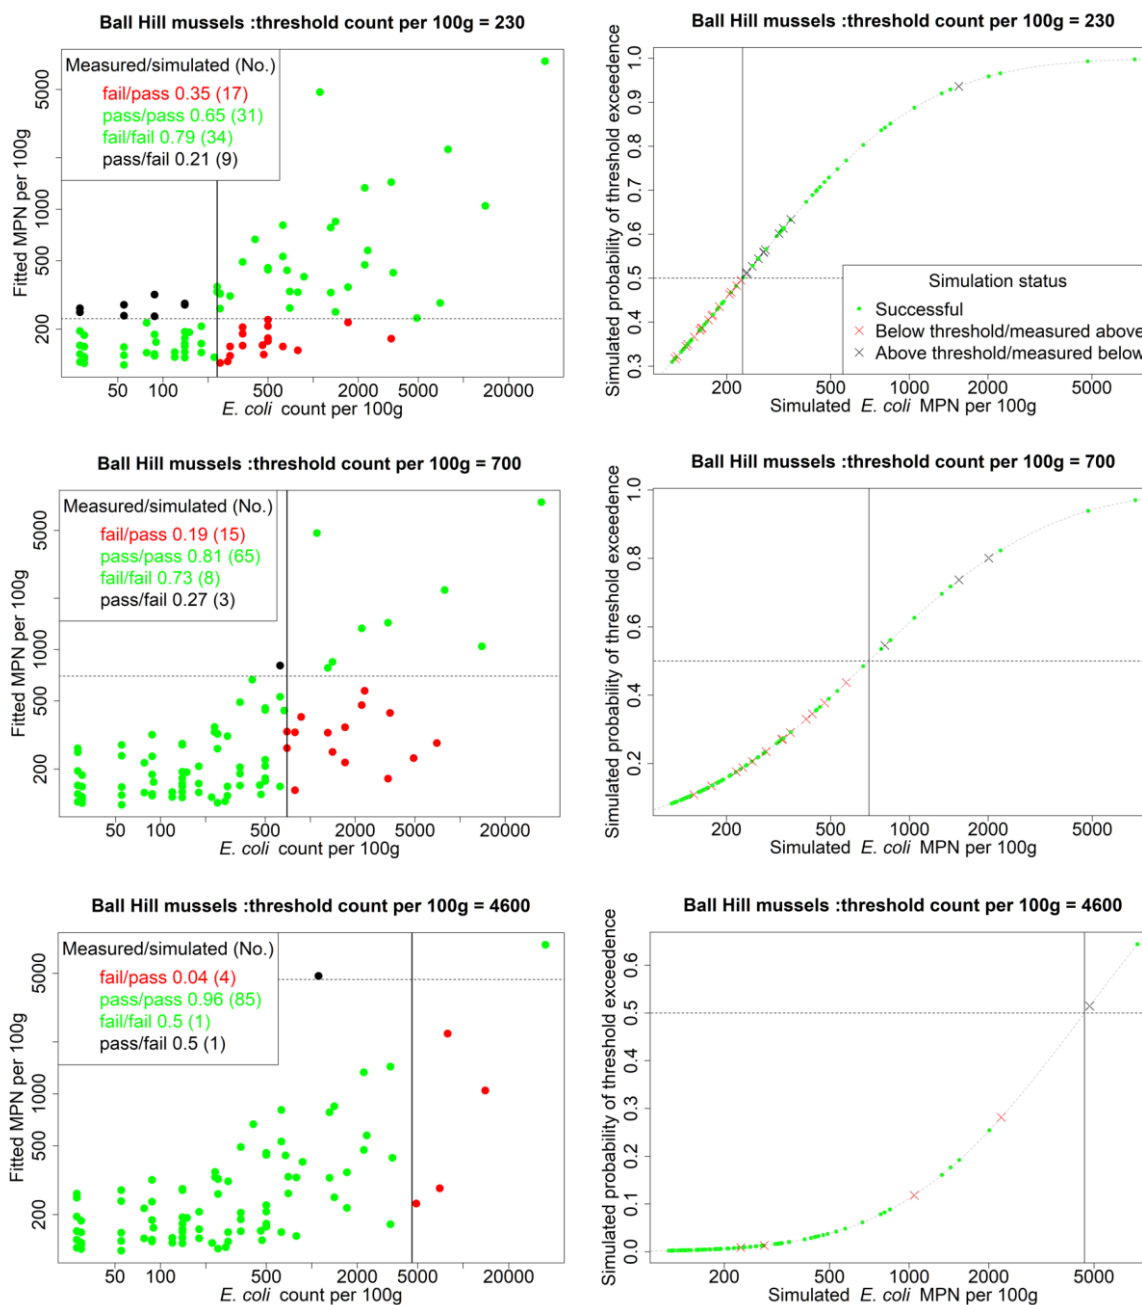 Ball Hill mussels :threshold count per 100g = 230
Fitted MPN per 100g
5000
1000
500
200
Measured/simulated (No.)
fail/pass 0.35 (17)
pass/pass 0.65 (31)
fail/fail 0.79 (34)
pass/fail 0.21 (9)
50 100 500 2000 5000 20000
E. coli count per 100g
Ball Hill mussels :threshold count per 100g = 230
Simulated probability of threshold exceedence
1.0
0.9
0.8
0.7
0.6
0.5
0.4
0.3
Simulation status
Successful
Below threshold/measured above
Above threshold/measured below
200 500 1000 2000 5000
Simulated E. coli MPN per 100g
Ball Hill mussels :threshold count per 100g = 700
Fitted MPN per 100g
5000
1000
500
200
Measured/simulated (No.)
fail/pass 0.19 (15)
pass/pass 0.81 (65)
fail/fail 0.73 (8)
pass/fail 0.27 (3)
50 100 500 2000 5000 20000
E. coli count per 100g
Ball Hill mussels :threshold count per 100g = 700
Simulated probability of threshold exceedence
1.0
0.8
0.6
0.4
0.2
200 500 1000 2000 5000
Simulated E. coli MPN per 100g
Ball Hill mussels :threshold count per 100g = 4600
Fitted MPN per 100g
5000
1000
500
200
Measured/simulated (No.)
fail/pass 0.04 (4)
pass/pass 0.96 (85)
fail/fail 0.5 (1)
pass/fail 0.5 (1)
50 100 500 2000 5000 20000
E. coli count per 100g
Ball Hill mussels :threshold count per 100g = 4600
Simulated probability of threshold exceedence
0.6
0.5
0.4
0.3
0.2
0.1
0.0
200 500 1000 2000 5000
Simulated E. coli MPN per 100g